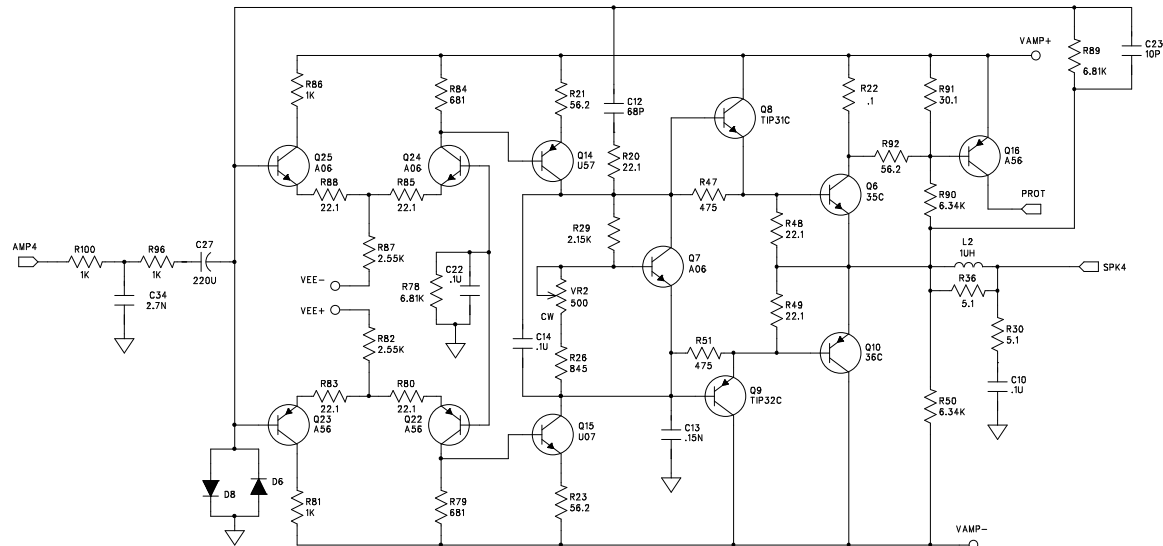 VAMP+
R89
6.81K
C23
10P
R86
1K
R84
681
R21
56.2
C12
68P
Q8
TIP31C
R22
.1
R91
30.1
Q25
A06
Q24
A06
Q14
U57
R20
22.1
R92
56.2
Q16
A56
R88
22.1
R85
22.1
R47
475
Q6
35C
R90
6.34K
PROT
R29
2.15K
R48
22.1
AMP4
R100
1K
R96
1K
C27
220U
R87
2.55K
C22
.1U
R78
6.81K
Q7
A06
L2
1UH
SPK4
R36
5.1
VEE-
VEE+
VR2
500
CW
C34
2.7N
R82
2.55K
C14
.1U
R26
845
R51
475
R49
22.1
Q10
36C
R30
5.1
R83
22.1
R80
22.1
Q9
TIP32C
C10
.1U
Q23
A56
Q22
A56
Q15
U07
C13
.15N
R50
6.34K
D8
D6
R81
1K
R79
681
R23
56.2
VAMP-